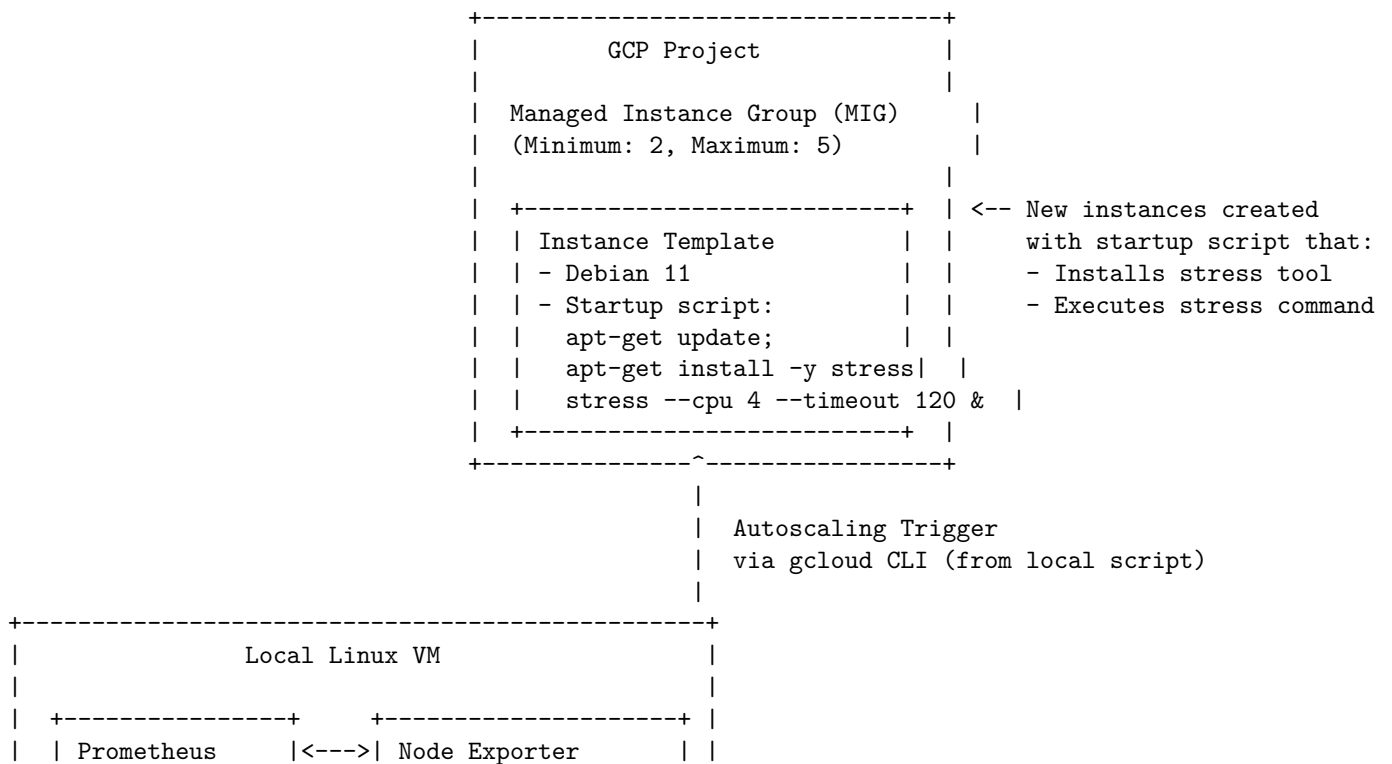 +---------------------------------+
|         GCP Project             |
|                                 |
|  Managed Instance Group (MIG)     |
|  (Minimum: 2, Maximum: 5)         |
|                                 |
|  +---------------------------+  | <-- New instances created
|  | Instance Template         |  |     with startup script that:
|  | - Debian 11               |  |     - Installs stress tool
|  | - Startup script:         |  |     - Executes stress command
|  |   apt-get update;         |  |
|  |   apt-get install -y stress|  |
|  |   stress --cpu 4 --timeout 120 &  |
|  +---------------------------+  |
+---------------^-----------------+
|
|  Autoscaling Trigger
|  via gcloud CLI (from local script)
|
+-------------------------------------------------+
|                Local Linux VM                   |
|                                                 |
|  +----------------+     +---------------------+ |
|  | Prometheus     |<--->| Node Exporter       | |